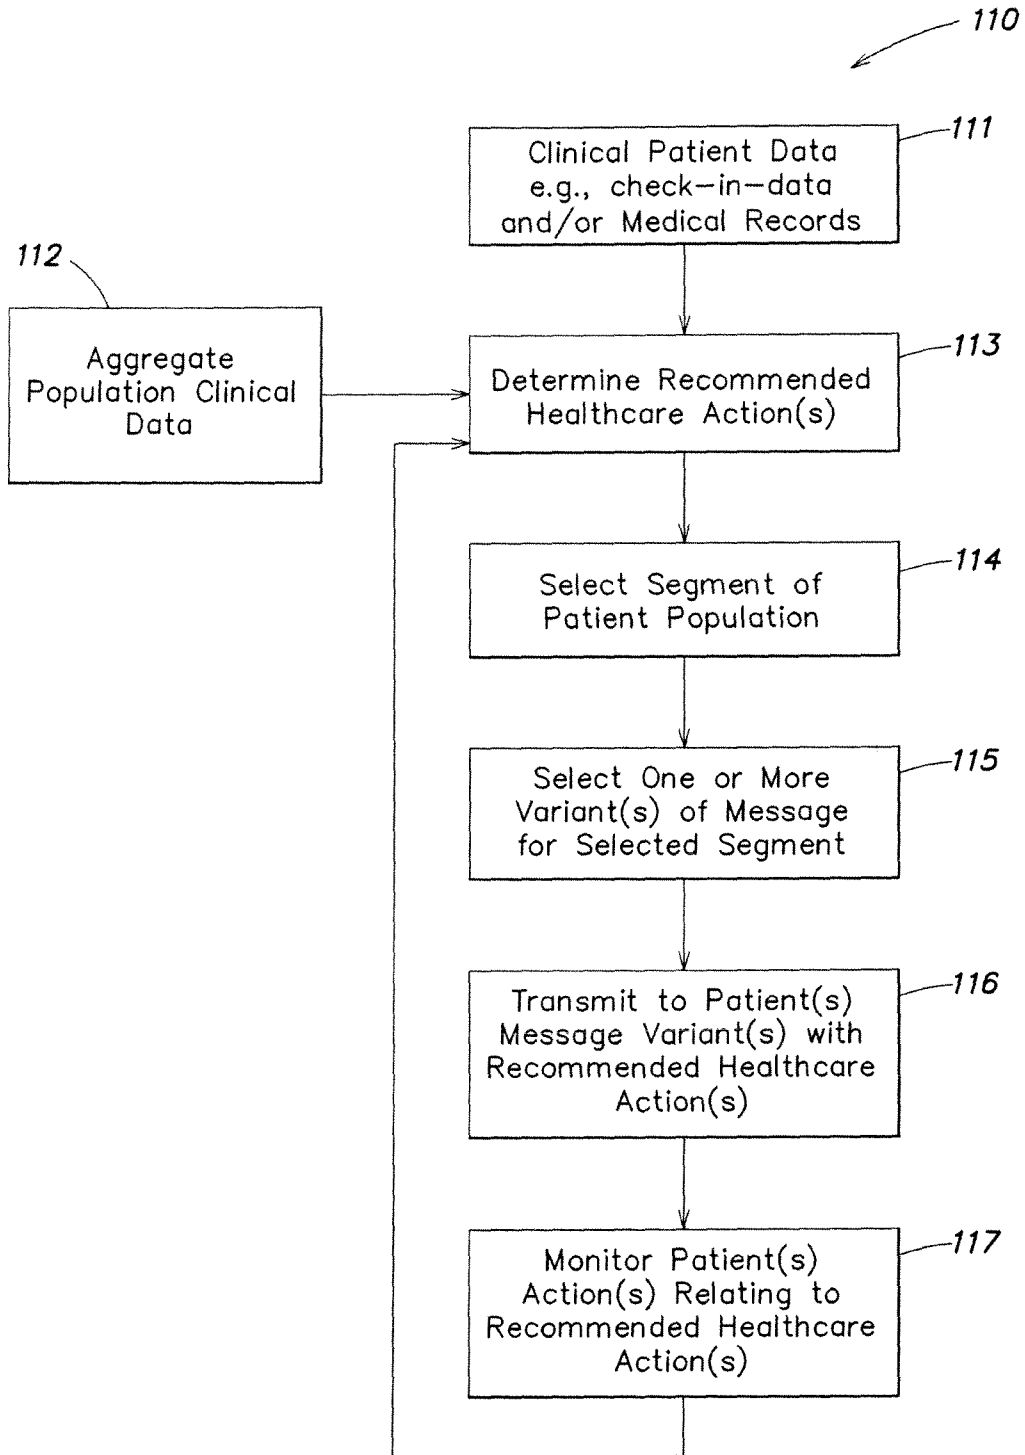 110
111
Clinical Patient Data
e.g., check-in-data
and/or Medical Records
112
Aggregate
Population Clinical
Data
113
Determine Recommended
Healthcare Action(s)
114
Select Segment of
Patient Population
115
Select One or More
Variant(s) of Message
for Selected Segment
116
Transmit to Patient(s)
Message Variant(s) with
Recommended Healthcare
Action(s)
117
Monitor Patient(s)
Action(s) Relating to
Recommended Healthcare
Action(s)